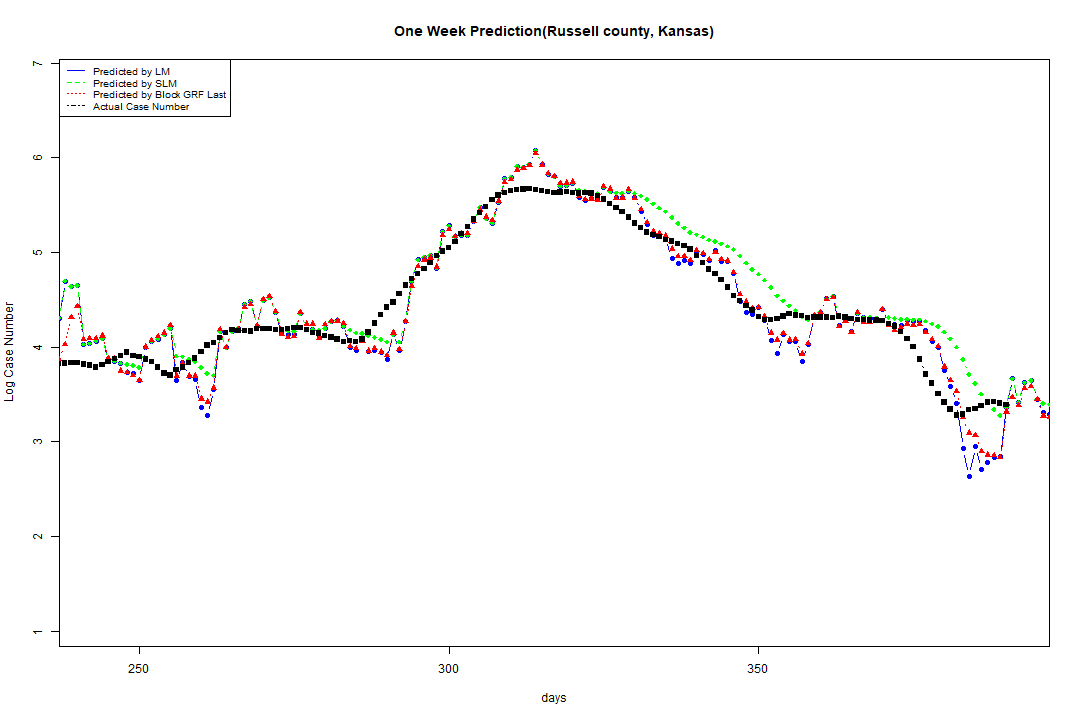 One Week Prediction(Russell county, Kansas)
Predicted by LM
Predicted by SLM
Predicted by Block GRF Last
Actual Case Number
7
6
5
4
3
2
1
Log Case Number
250 300 350
days